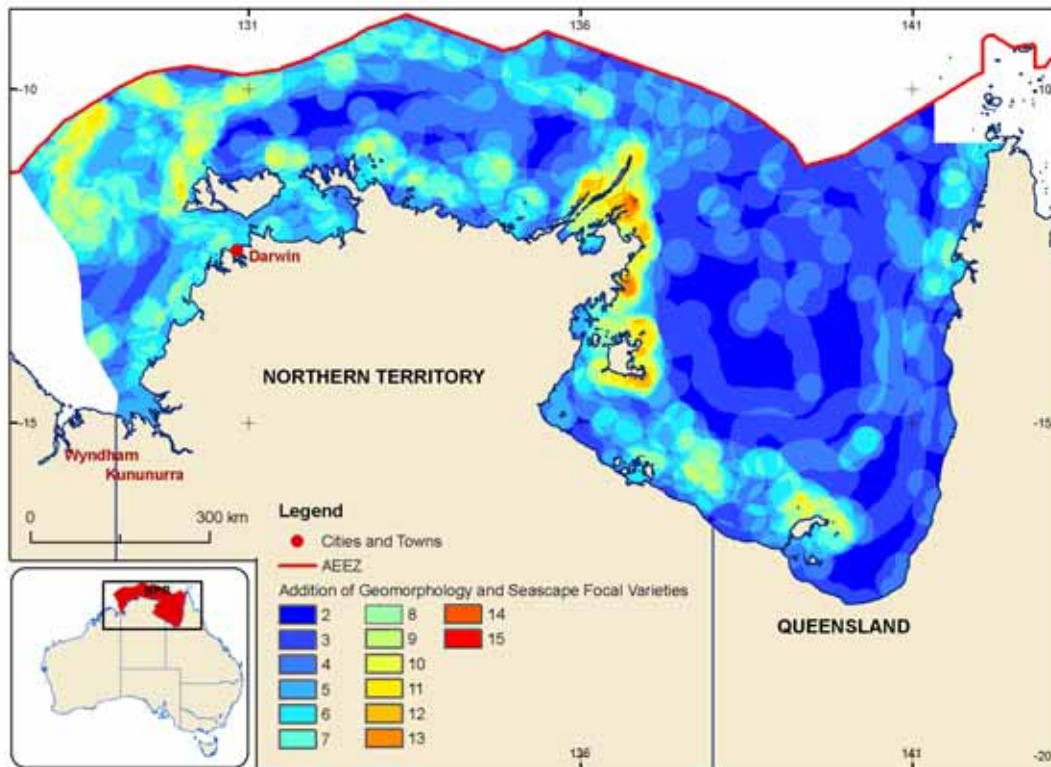 131
136
141
-10
-10
Darwin
NORTHERN TERRITORY
-15
-15
Wyndham
Kununurra
0 300 km
Legend
Cities and Towns
AEEZ
Addition of Geomorphology and Seascape Focal Varieties
2
3
4
5
6
7
8
9
10
11
12
13
14
15
QUEENSLAND
136
141
-20